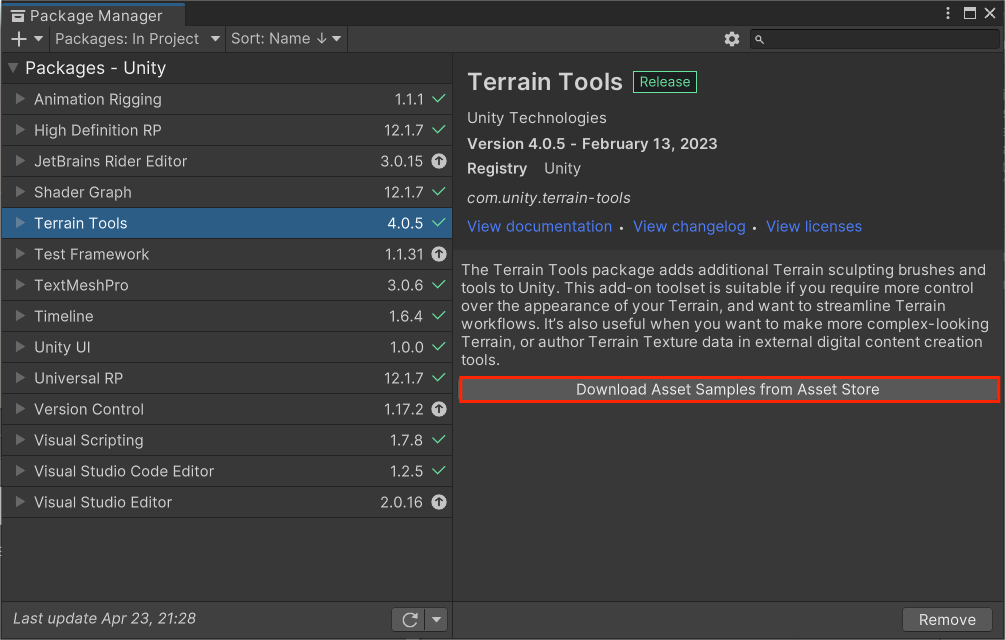 Package Manager
Packages: In Project Sort: Name ↓
Packages - Unity
Animation Rigging 1.1.1
High Definition RP 12.1.7
JetBrains Rider Editor 3.0.15
Shader Graph 12.1.7
Terrain Tools 4.0.5
Test Framework 1.1.31
TextMeshPro 3.0.6
Timeline 1.6.4
Unity UI 1.0.0
Universal RP 12.1.7
Version Control 1.17.2
Visual Scripting 1.7.8
Visual Studio Code Editor 1.2.5
Visual Studio Editor 2.0.16
Last update Apr 23, 21:28
Terrain Tools Release
Unity Technologies
Version 4.0.5 - February 13, 2023
Registry Unity
com.unity.terrain-tools
View documentation • View changelog • View licenses
The Terrain Tools package adds additional Terrain sculpting brushes and
tools to Unity. This add-on toolset is suitable if you require more control
over the appearance of your Terrain, and want to streamline Terrain
workflows. It's also useful when you want to make more complex-looking
Terrain, or author Terrain Texture data in external digital content creation
tools.
Download Asset Samples from Asset Store
Remove